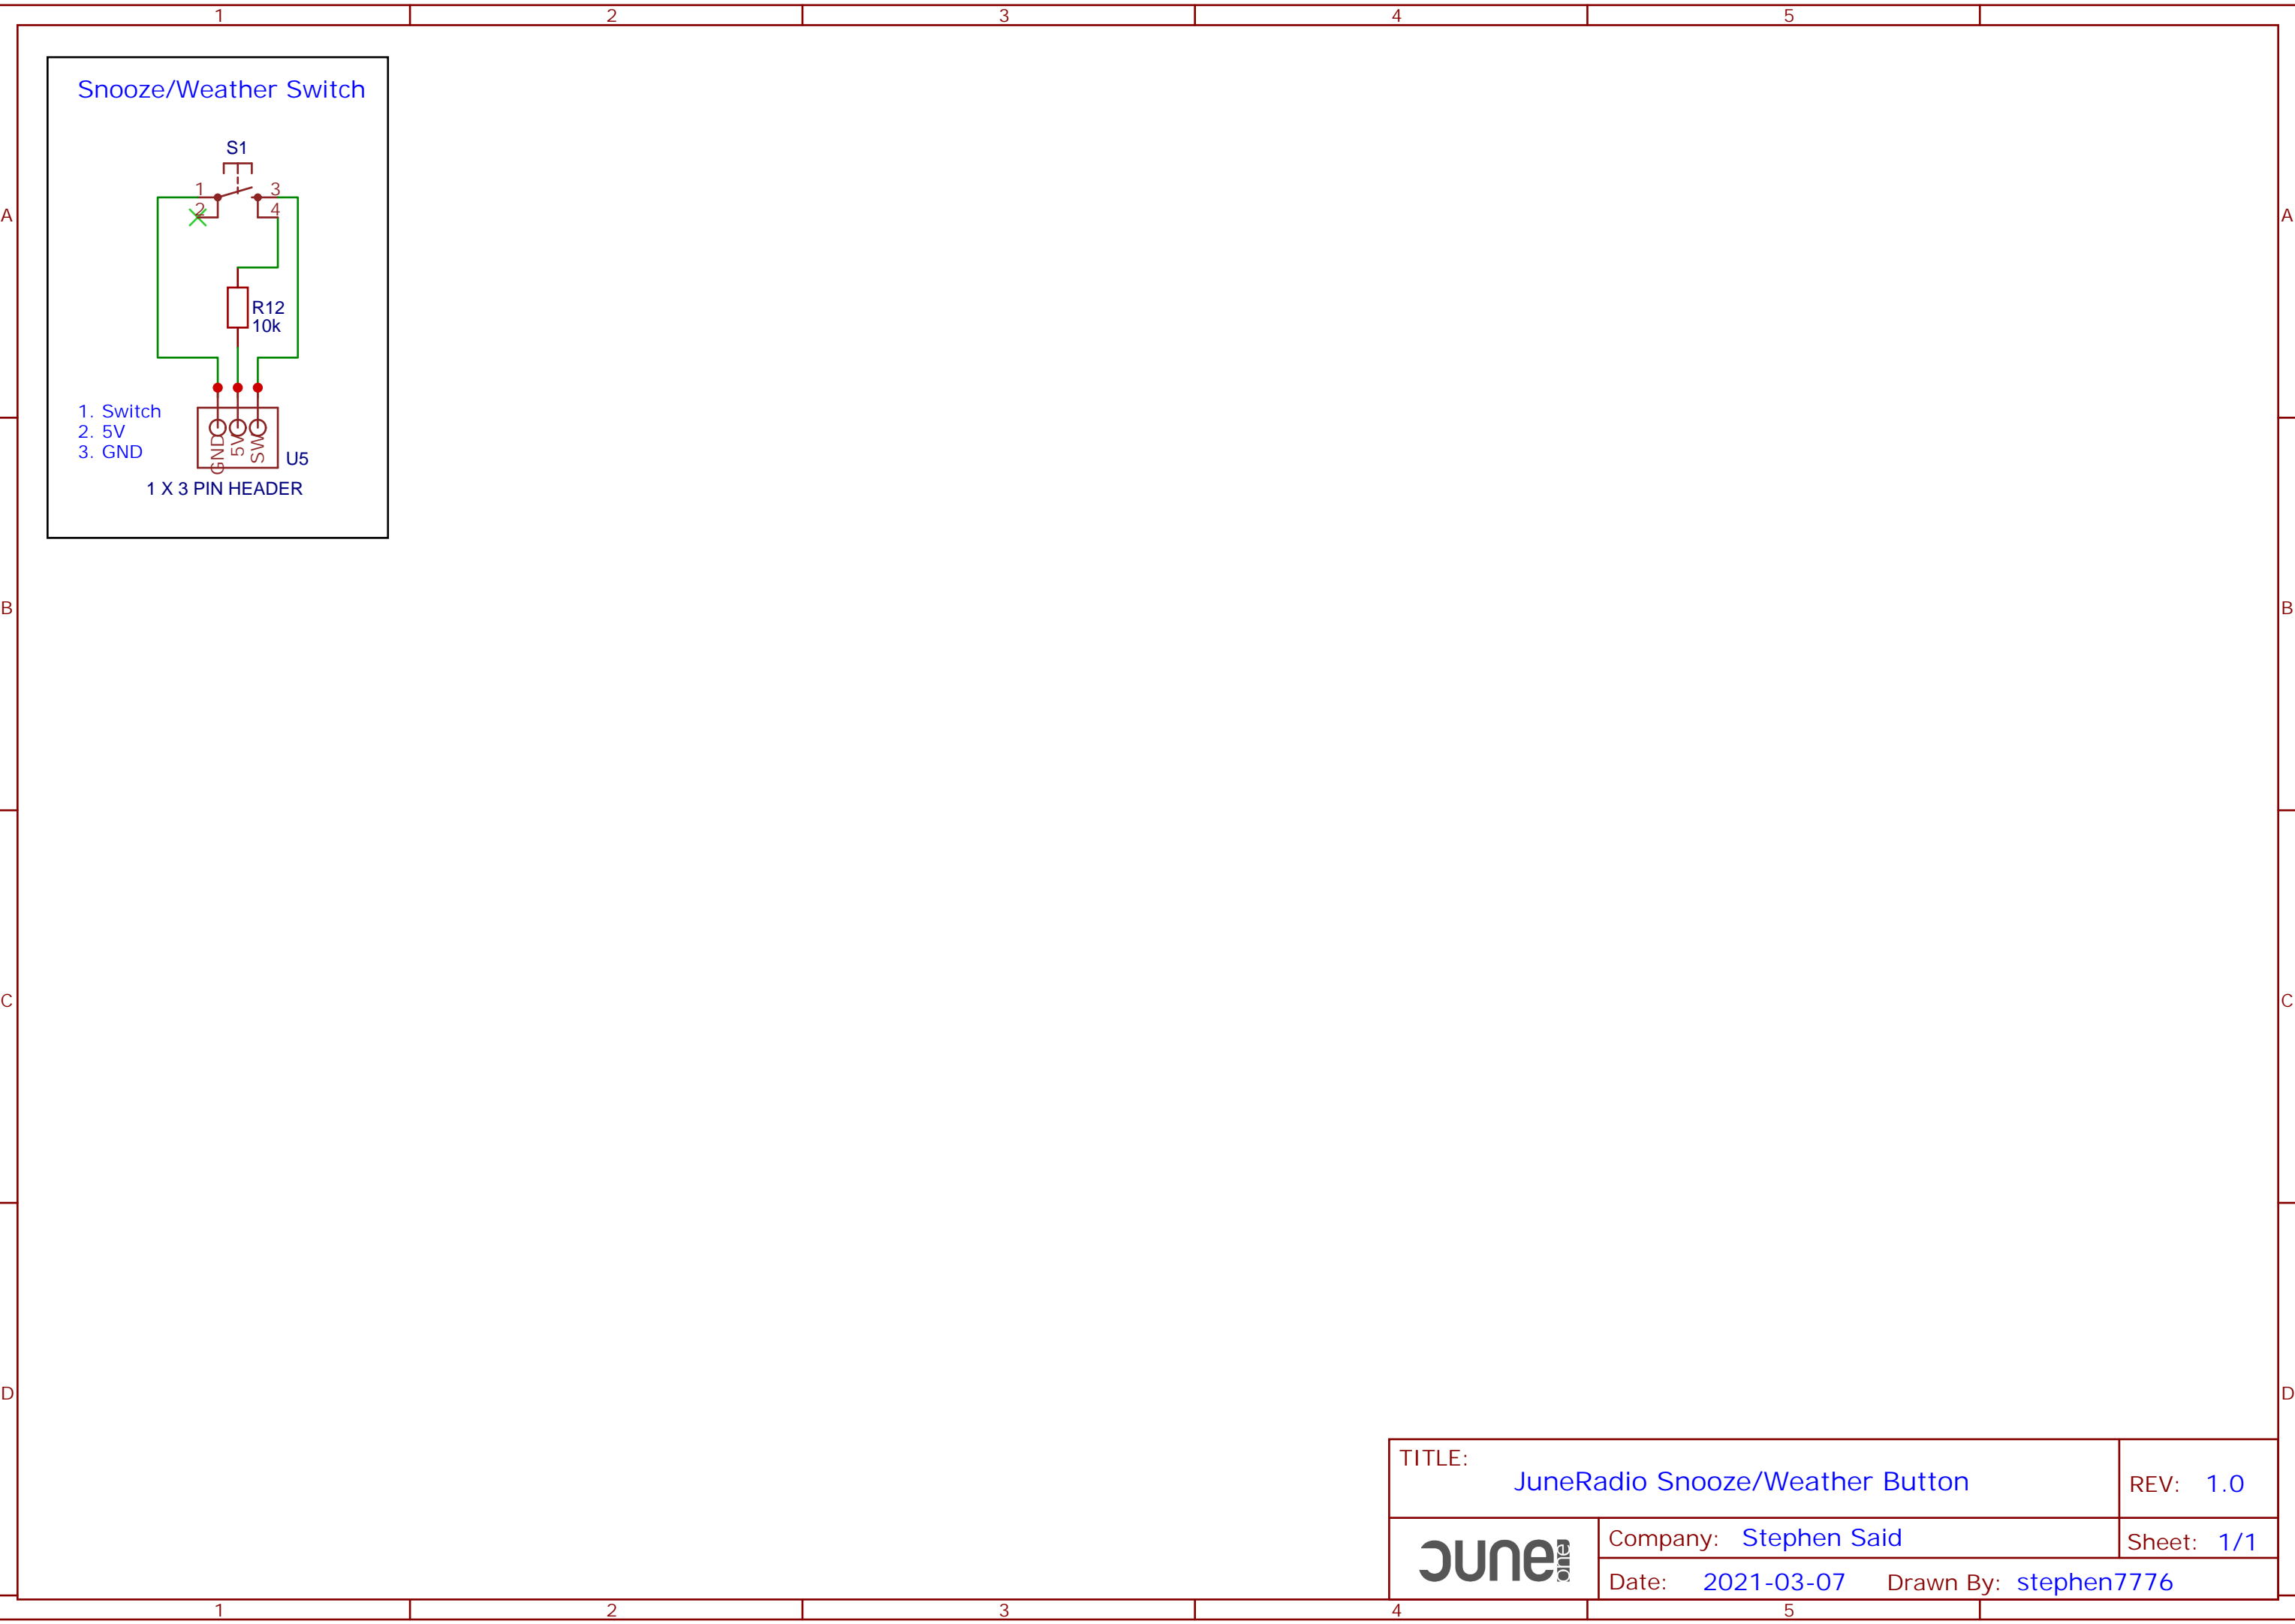 1 2 3 4 5
Snooze/Weather Switch
S1
1 3
2 4
A A
R12
10k
1. Switch
2. 5V
3. GND
GND 5V SW
U5
1 X 3 PIN HEADER
B B
C C
D D
TITLE:
JuneRadio Snooze/Weather Button
REV: 1.0
June one
Company: Stephen Said
Sheet: 1/1
Date: 2021-03-07 Drawn By: stephen7776
1 2 3 4 5